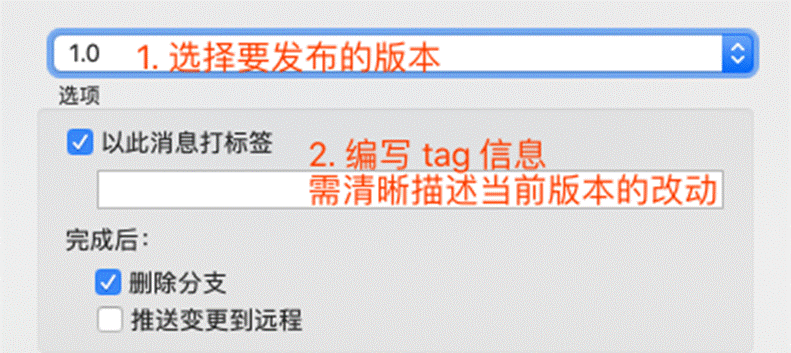 1.0 1. 选择要发布的版本
选项
以此消息打标签
2. 编写 tag 信息
需清晰描述当前版本的改动
完成后：
删除分支
推送变更到远程